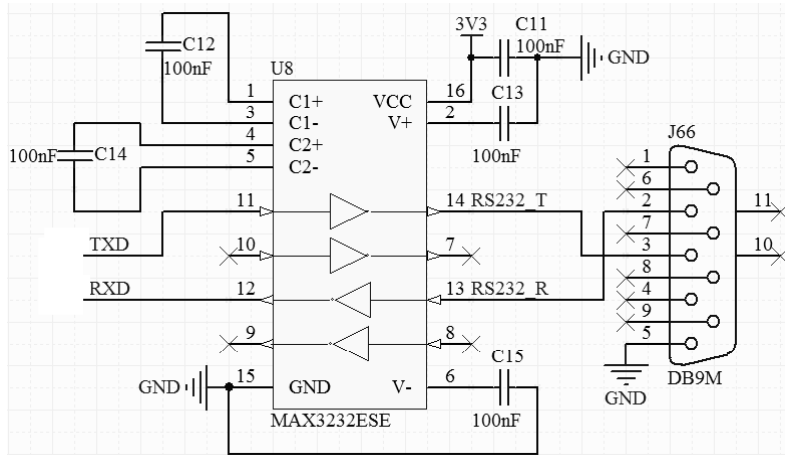 C12
100nF
U8
3V3
C11
100nF
GND
1 C1+ VCC 16
C13
3 C1- V+ 2
4 C2+
100nF C14
5 C2-
100nF
J66
1
6
11 14 RS232_T 2 11
7
TXD 10 7 3 10
8
RXD 12 13 RS232_R 4
9
9 8 5
C15
GND 15 GND V- 6
100nF
GND
DB9M
MAX3232ESE